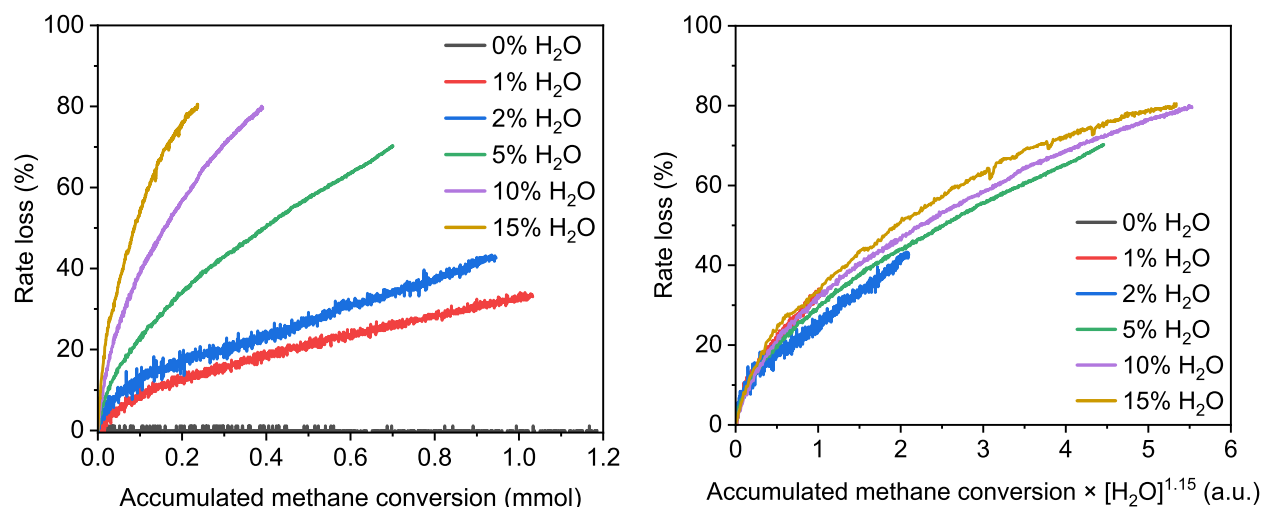 100
80
60
40
20
0
Rate loss (%)
0% H₂O
1% H₂O
2% H₂O
5% H₂O
10% H₂O
15% H₂O
0.0 0.2 0.4 0.6 0.8 1.0 1.2
Accumulated methane conversion (mmol)
100
80
60
40
20
0
Rate loss (%)
0% H₂O
1% H₂O
2% H₂O
5% H₂O
10% H₂O
15% H₂O
0 1 2 3 4 5 6
Accumulated methane conversion × [H₂O]¹·¹⁵ (a.u.)